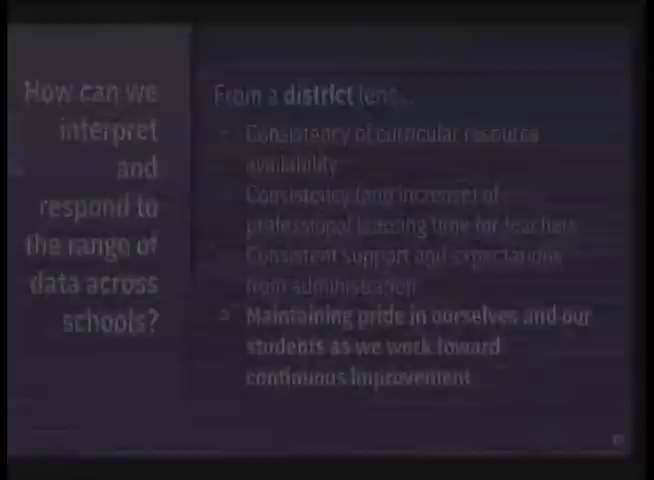 How can we
interpret
and
respond to
the range of
data across
schools?
From a district lens...
Consistency of curricular resource
availability
Consistency (and increase) of
professional learning time for teachers
Consistent support and expectations
from administration
Maintaining pride in ourselves and our
students as we work toward
continuous improvement